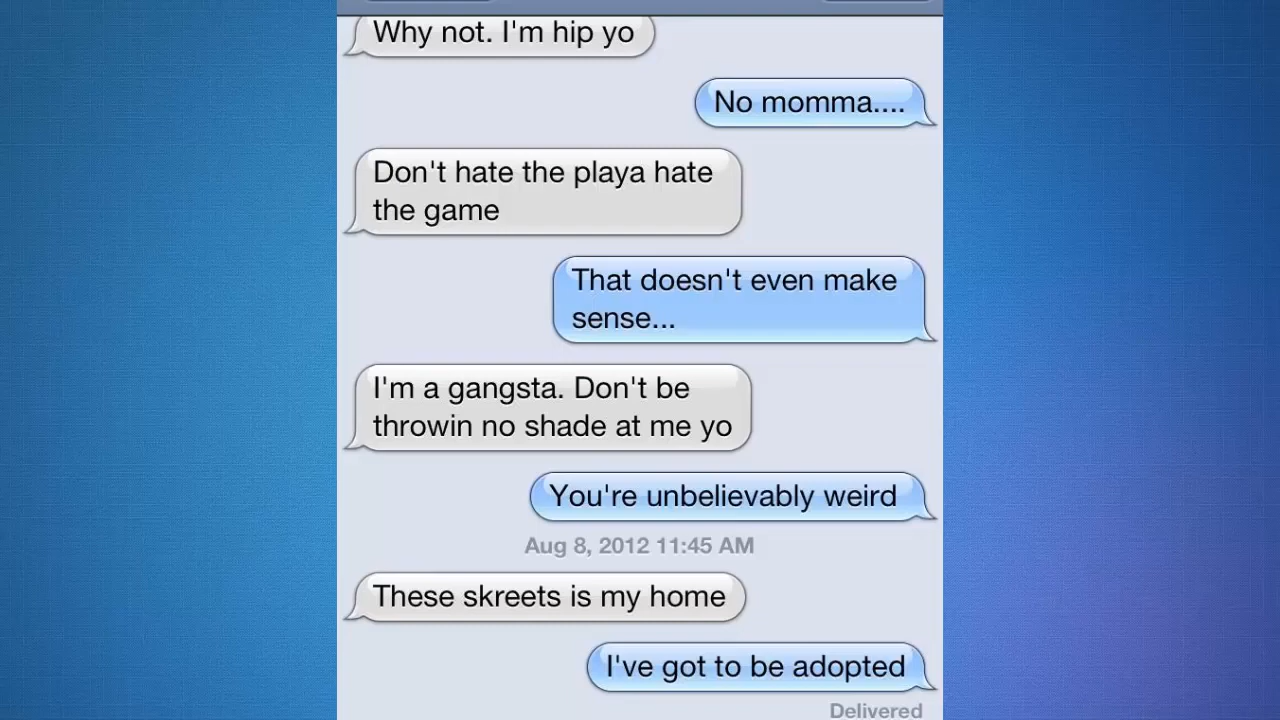 Why not. I'm hip yo
No momma....
Don't hate the playa hate
the game
That doesn't even make
sense...
I'm a gangsta. Don't be
throwin no shade at me yo
You're unbelievably weird
Aug 8, 2012 11:45 AM
These skreets is my home
I've got to be adopted
Delivered